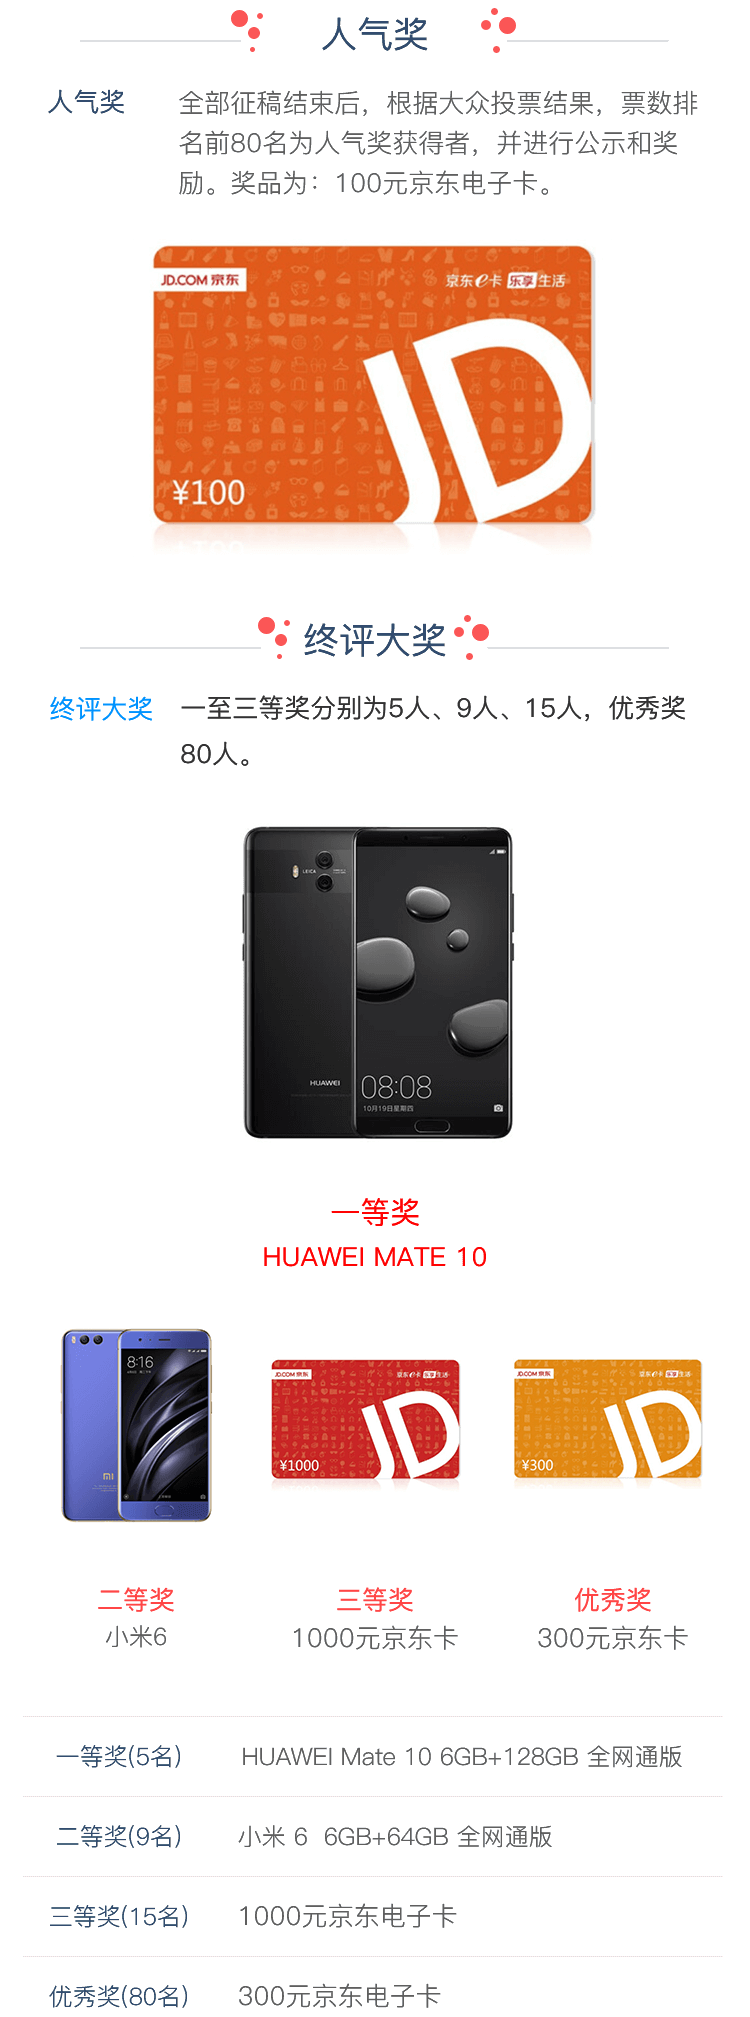 人气奖
人气奖 全部征稿结束后，根据大众投票结果，票数排
名前80名为人气奖获得者，并进行公示和奖
励。奖品为：100元京东电子卡。
JD.COM 京东 京东e卡 乐享生活
JD
¥100
终评大奖
终评大奖 一至三等奖分别为5人、9人、15人，优秀奖
80人。
LEICA
HUAWEI 08:08
10月19日星期四
一等奖
HUAWEI MATE 10
8:16
mi
JD.COM 京东 京东e卡 乐享生活
JD
¥1000
JD.COM 京东 京东e卡 乐享生活
JD
¥300
二等奖 三等奖 优秀奖
小米6 1000元京东卡 300元京东卡
一等奖(5名) HUAWEI Mate 10 6GB+128GB 全网通版
二等奖(9名) 小米 6 6GB+64GB 全网通版
三等奖(15名) 1000元京东电子卡
优秀奖(80名) 300元京东电子卡